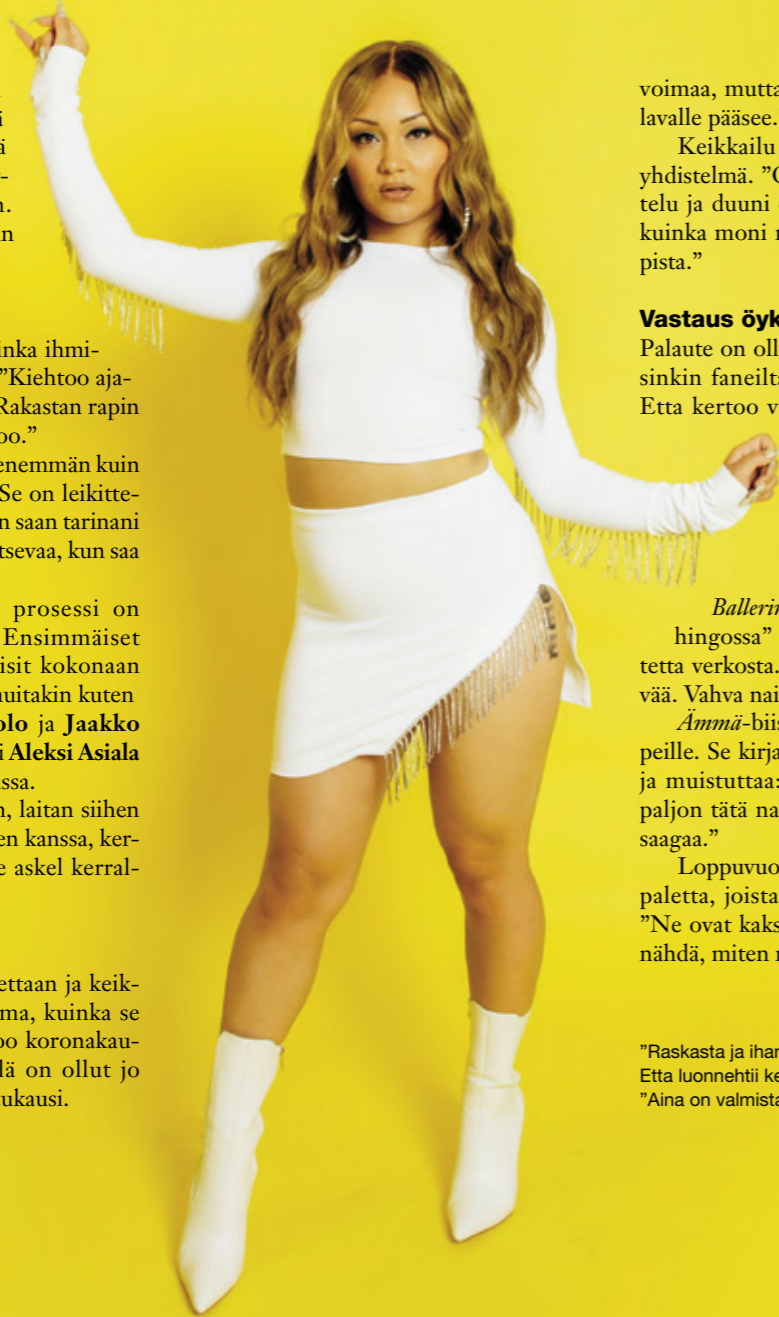 i
ä
-
n.
in
inka ihmi-
”Kiehtoo aja-
Rakastan rapin
oo.”
enemmän kuin
Se on leikitte-
n saan tarinani
tsevaa, kun saa
prosessi on
Ensimmäiset
isit kokonaan
nuitakin kuten
olo ja Jaakko
i Aleksi Asiala
ssa.
n, laitan siihen
en kanssa, ker-
e askel kerral-
ettaan ja keik-
ma, kuinka se
oo koronakau-
lä on ollut jo
ukausi.
voimaa, mutta
lavalle pääsee.
Keikkailu
yhdistelmä. ”O
telu ja duuni
kuinka moni n
pista.”
Vastaus öyk
Palaute on oll
sinkin faneilta
Etta kertoo v
Ballerin
hingossa”
tetta verkosta.
vää. Vahva nai
Ämmä-biis
peille. Se kirja
ja muistuttaa:
paljon tätä na
saagaa.”
Loppuvuo
paletta, joista
”Ne ovat kaks
nähdä, miten n
”Raskasta ja ihan
Etta luonnehtii ke
”Aina on valmista